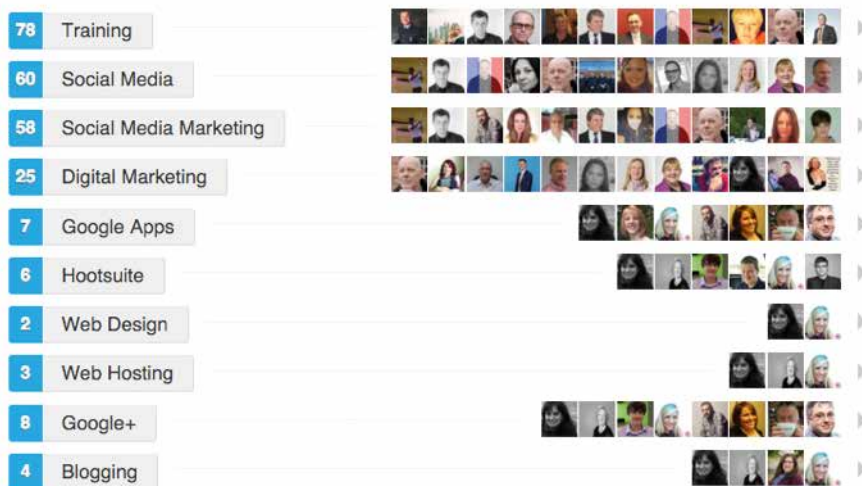 78 Training
60 Social Media
58 Social Media Marketing
25 Digital Marketing
7 Google Apps
6 Hootsuite
2 Web Design
3 Web Hosting
8 Google+
4 Blogging